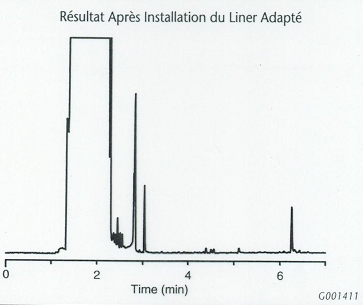 Résultat Après Installation du Liner Adapté
0 2 4 6
Time (min)
G001411